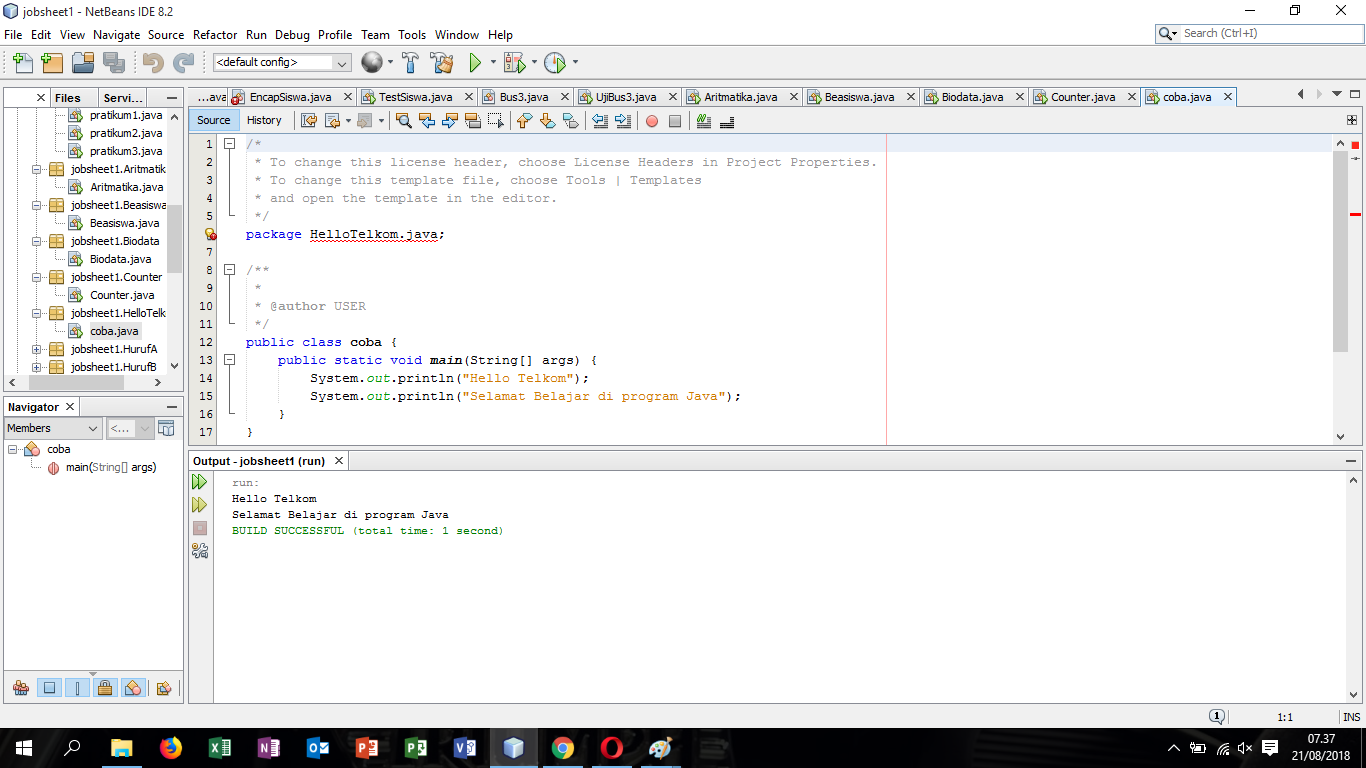 jobsheet1 - NetBeans IDE 8.2
File Edit View Navigate Source Refactor Run Debug Profile Team Tools Window Help
Search (Ctrl+I)
<default config>
Files Servi...
...ava EncapSiswa.java TestSiswa.java Bus3.java UjiBus3.java Aritmatika.java Beasiswa.java Biodata.java Counter.java coba.java
Source History
pratikum1.java
pratikum2.java
pratikum3.java
jobsheet1.Aritmatik
Aritmatika.java
jobsheet1.Beasiswa
Beasiswa.java
jobsheet1.Biodata
Biodata.java
jobsheet1.Counter
Counter.java
jobsheet1.HelloTelk
coba.java
jobsheet1.HurufA
jobsheet1.HurufB
1 /*
2 * To change this license header, choose License Headers in Project Properties.
3 * To change this template file, choose Tools | Templates
4 * and open the template in the editor.
5 */
package HelloTelkom.java;
7
8 /**
9 *
10 * @author USER
11 */
12 public class coba {
13 public static void main(String[] args) {
14 System.out.println("Hello Telkom");
15 System.out.println("Selamat Belajar di program Java");
16 }
17 }
Navigator
Members <...
coba
main(String[] args)
Output - jobsheet1 (run)
run:
Hello Telkom
Selamat Belajar di program Java
BUILD SUCCESSFUL (total time: 1 second)
1 1:1 INS
07.37
21/08/2018